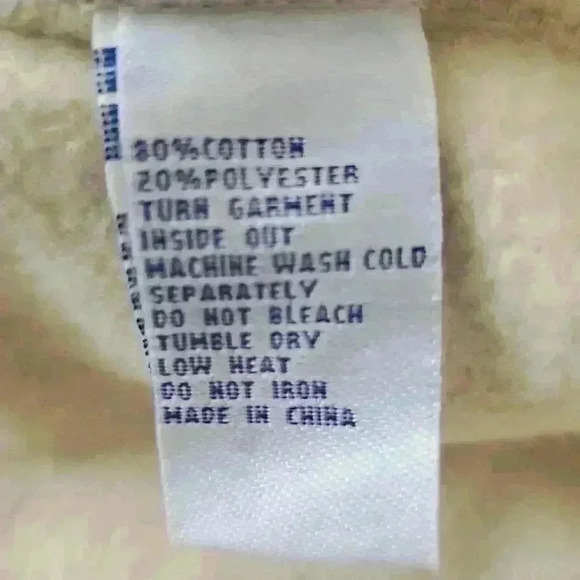 80%COTTON
20%POLYESTER
TURN GARMENT
INSIDE OUT
MACHINE WASH COLD
SEPARATELY
DO NOT BLEACH
TUMBLE DRY
LOW HEAT
DO NOT IRON
MADE IN CHINA